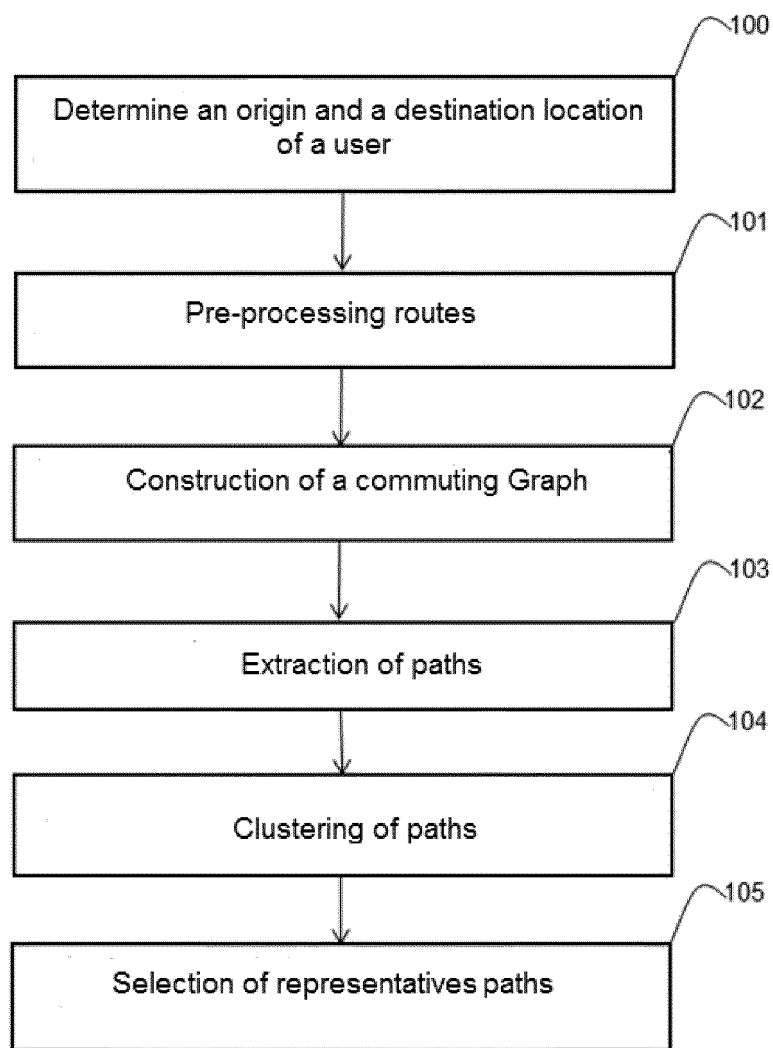 100
Determine an origin and a destination location
of a user
101
Pre-processing routes
102
Construction of a commuting Graph
103
Extraction of paths
104
Clustering of paths
105
Selection of representatives paths